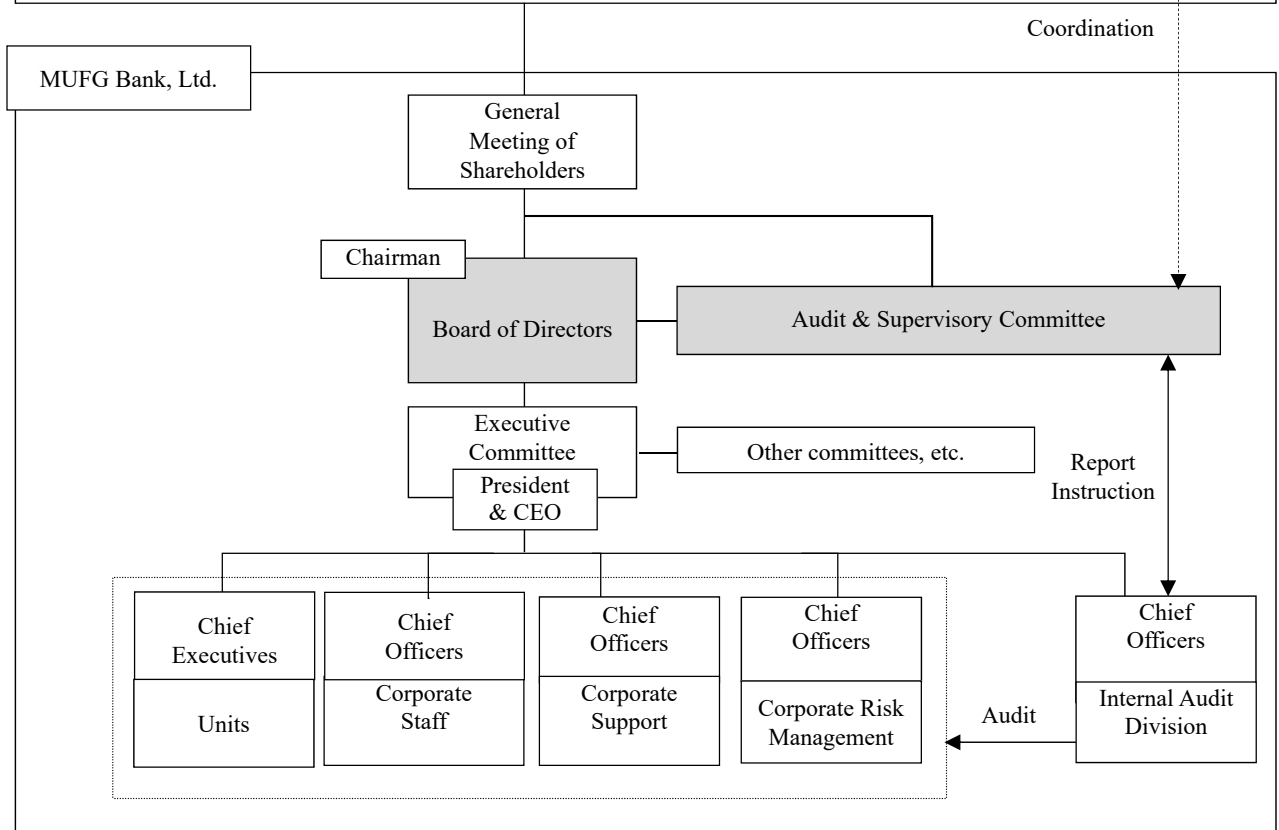 Coordination
MUFG Bank, Ltd.
General
Meeting of
Shareholders
Chairman
Board of Directors
Audit & Supervisory Committee
Executive
Committee
Other committees, etc.
President
& CEO
Report
Instruction
Chief
Executives
Units
Chief
Officers
Corporate
Staff
Chief
Officers
Corporate
Support
Chief
Officers
Corporate Risk
Management
Audit
Chief
Officers
Internal Audit
Division